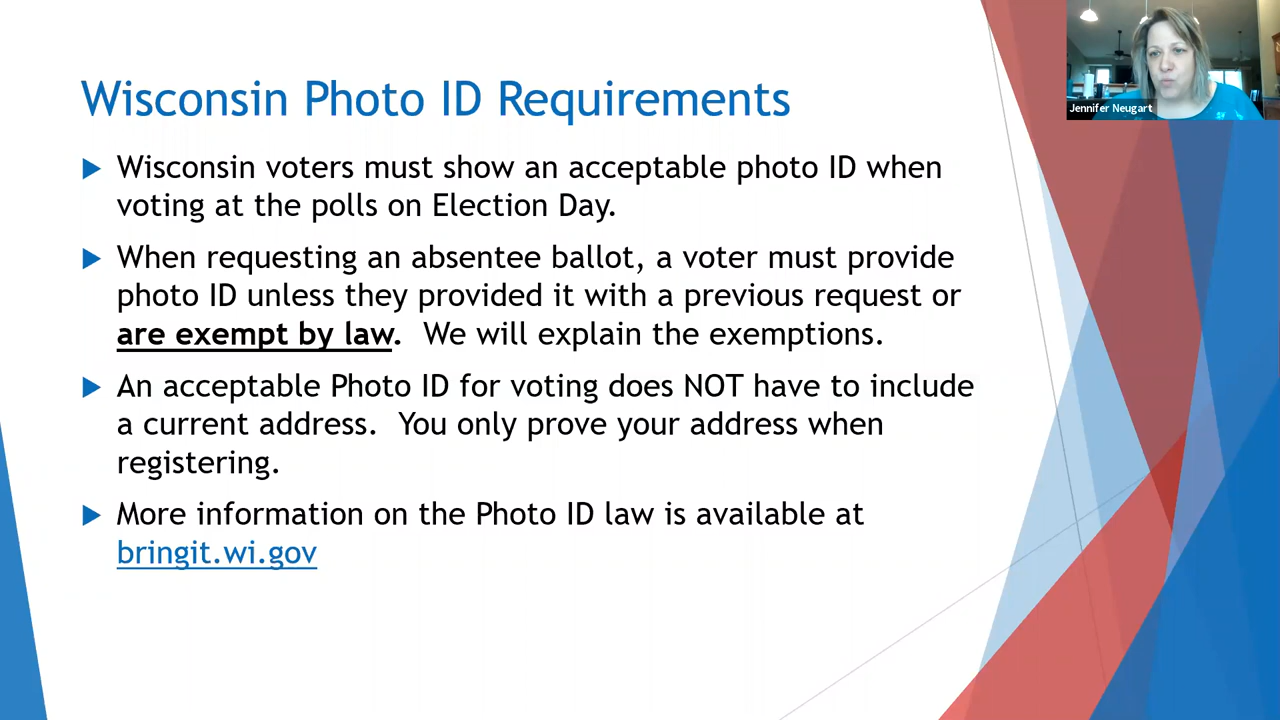 Wisconsin Photo ID Requirements
Jennifer Neugart
Wisconsin voters must show an acceptable photo ID when
voting at the polls on Election Day.
When requesting an absentee ballot, a voter must provide
photo ID unless they provided it with a previous request or
are exempt by law.  We will explain the exemptions.
An acceptable Photo ID for voting does NOT have to include
a current address.  You only prove your address when
registering.
More information on the Photo ID law is available at
bringit.wi.gov